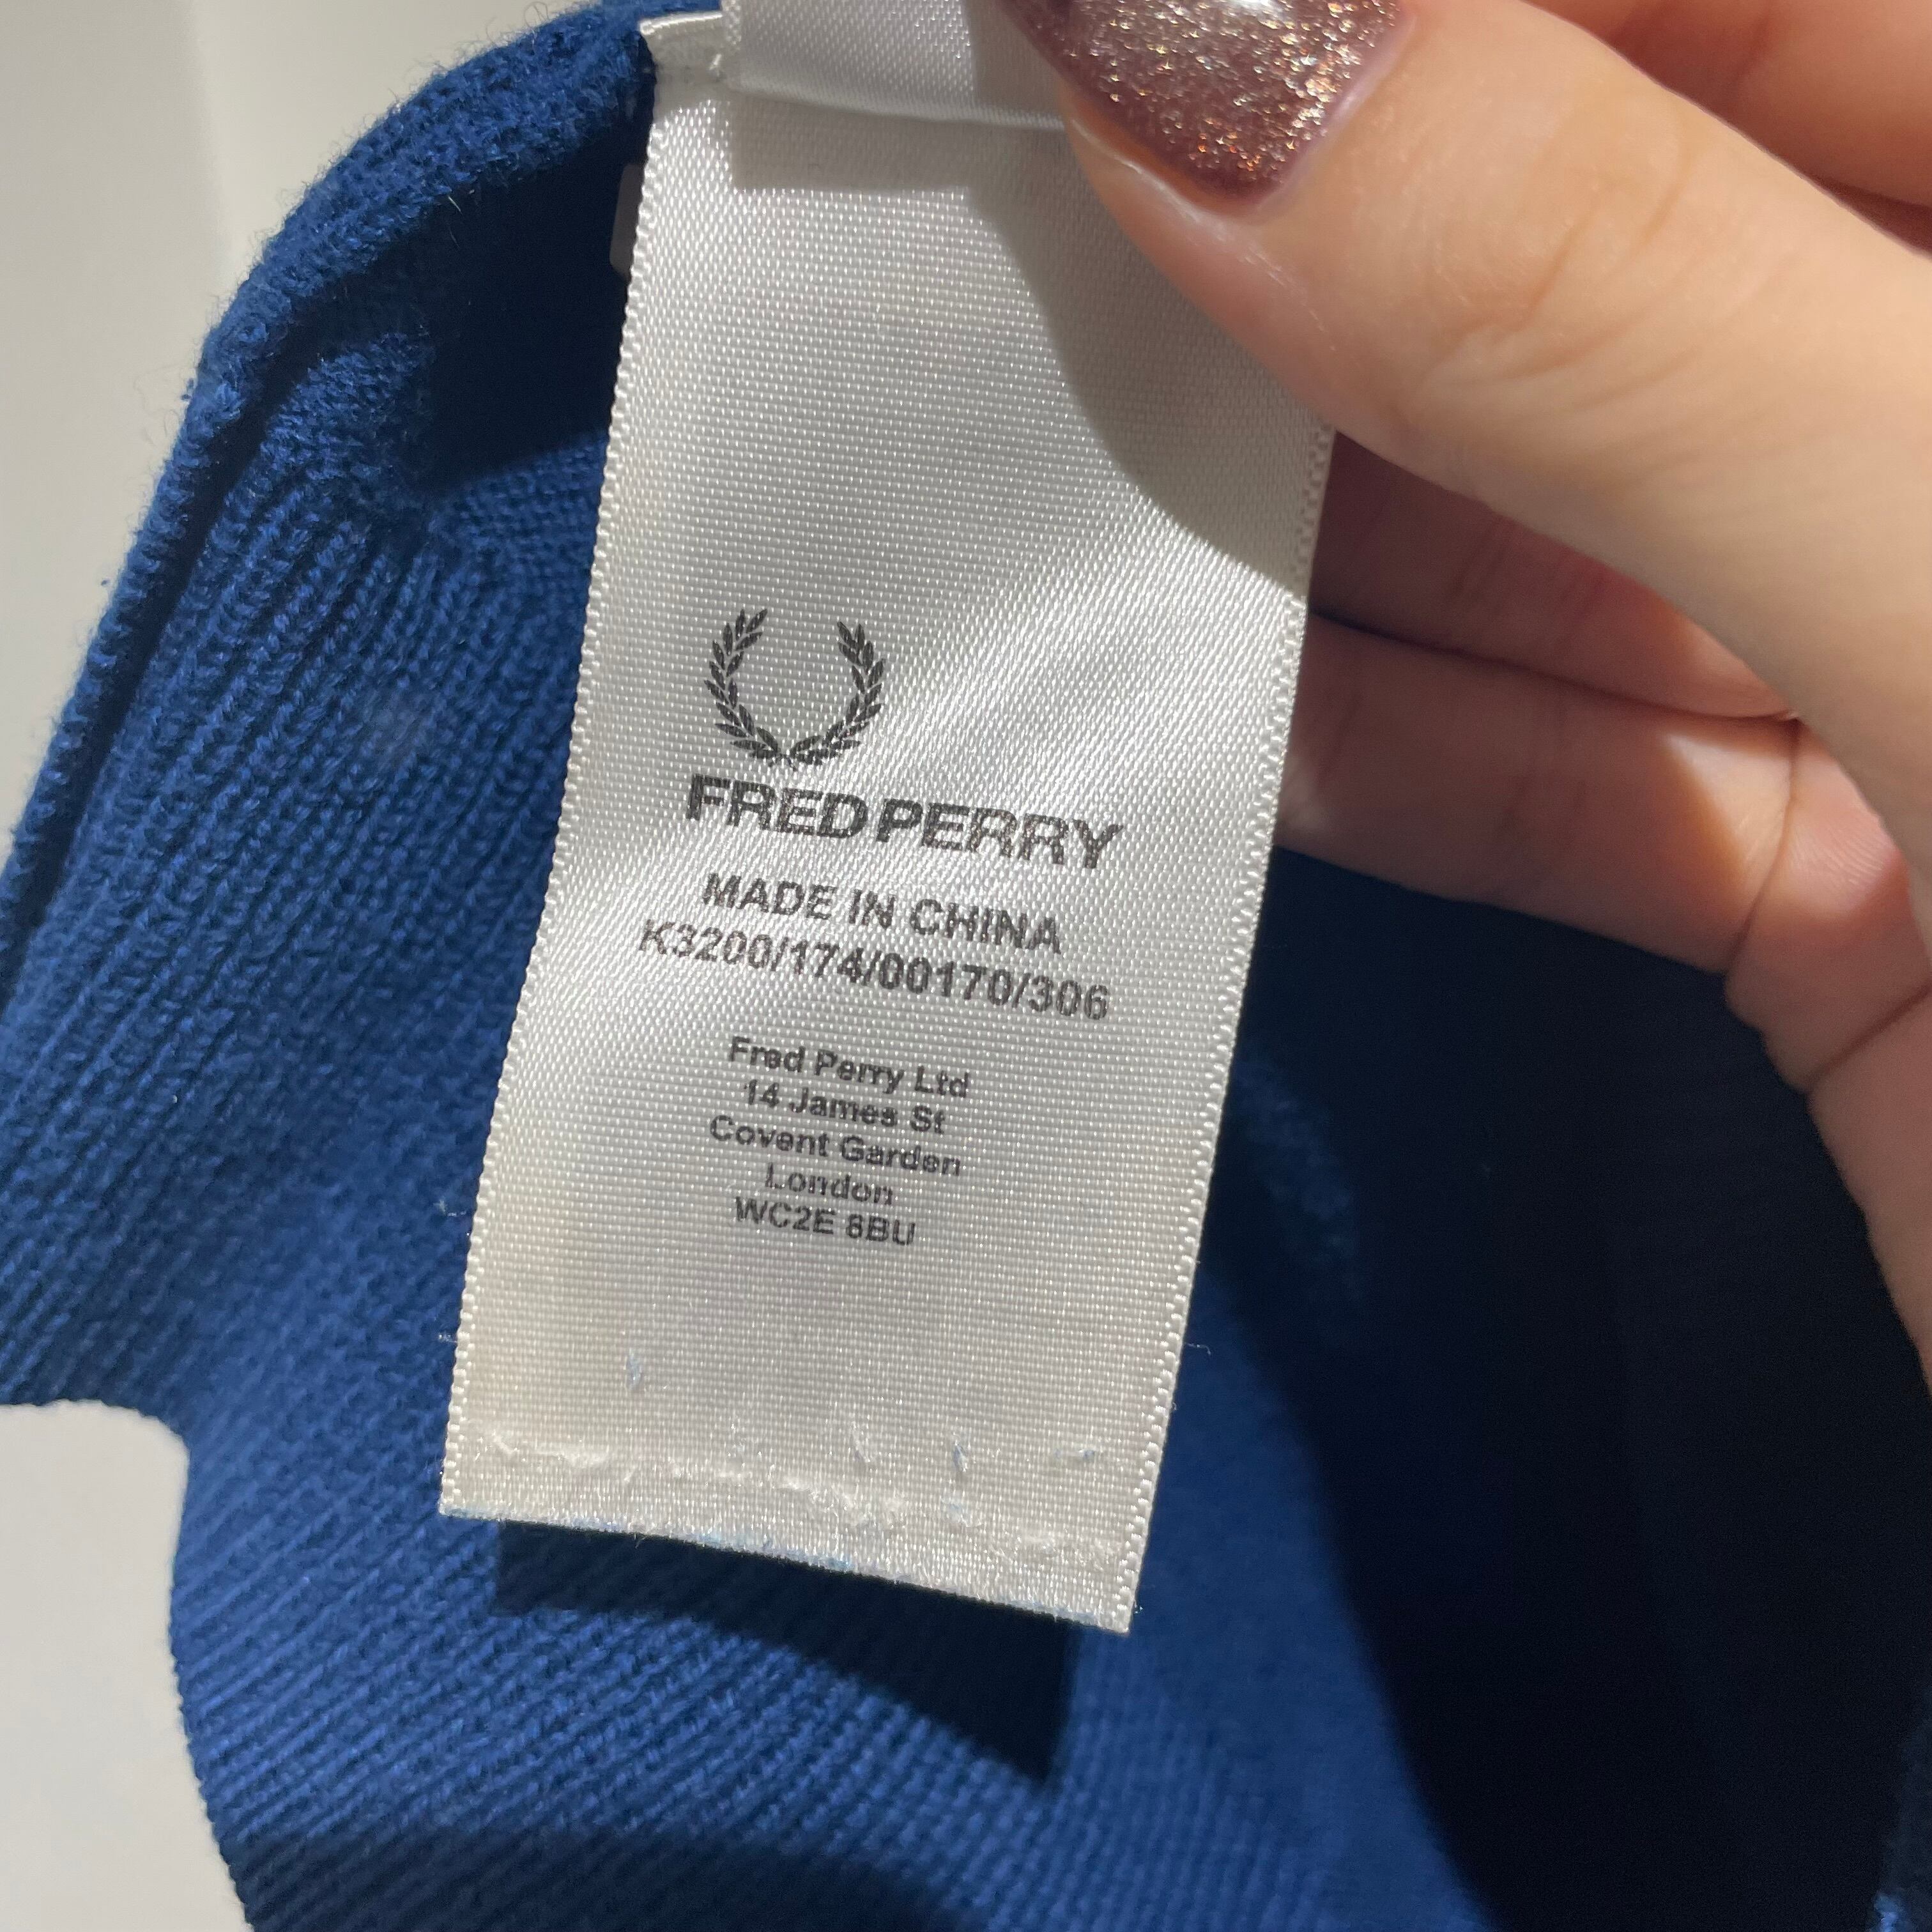 FRED PERRY
MADE IN CHINA
K3200/174/00170/306
Fred Perry Ltd
14 James St
Covent Garden
London
WC2E 8BU